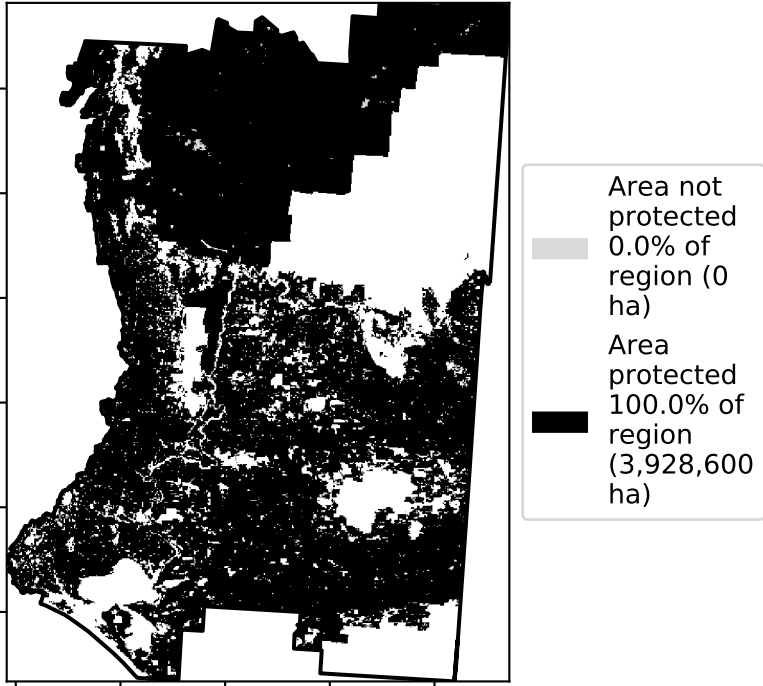 Area not
protected
0.0% of
region (0
ha)
Area
protected
100.0% of
region
(3,928,600
ha)